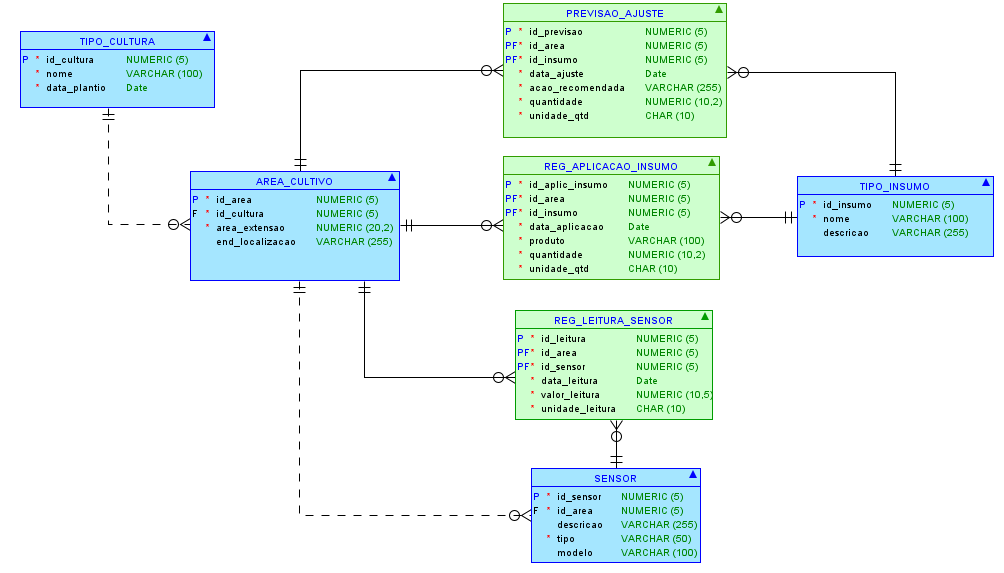 TIPO_CULTURA
P * id_cultura NUMERIC (5)
* nome VARCHAR (100)
* data_plantio Date
PREVISAO_AJUSTE
P * id_previsao NUMERIC (5)
PF* id_area NUMERIC (5)
PF* id_insumo NUMERIC (5)
* data_ajuste Date
* acao_recomendada VARCHAR (255)
* quantidade NUMERIC (10,2)
* unidade_qtd CHAR (10)
AREA_CULTIVO
P * id_area NUMERIC (5)
F * id_cultura NUMERIC (5)
* area_extensao NUMERIC (20,2)
end_localizacao VARCHAR (255)
REG_APLICACAO_INSUMO
P * id_aplic_insumo NUMERIC (5)
PF* id_area NUMERIC (5)
PF* id_insumo NUMERIC (5)
* data_aplicacao Date
* produto VARCHAR (100)
* quantidade NUMERIC (10,2)
* unidade_qtd CHAR (10)
TIPO_INSUMO
P * id_insumo NUMERIC (5)
* nome VARCHAR (100)
descricao VARCHAR (255)
REG_LEITURA_SENSOR
P * id_leitura NUMERIC (5)
PF* id_area NUMERIC (5)
PF* id_sensor NUMERIC (5)
* data_leitura Date
* valor_leitura NUMERIC (10,5)
* unidade_leitura CHAR (10)
SENSOR
P * id_sensor NUMERIC (5)
F * id_area NUMERIC (5)
descricao VARCHAR (255)
* tipo VARCHAR (50)
modelo VARCHAR (100)